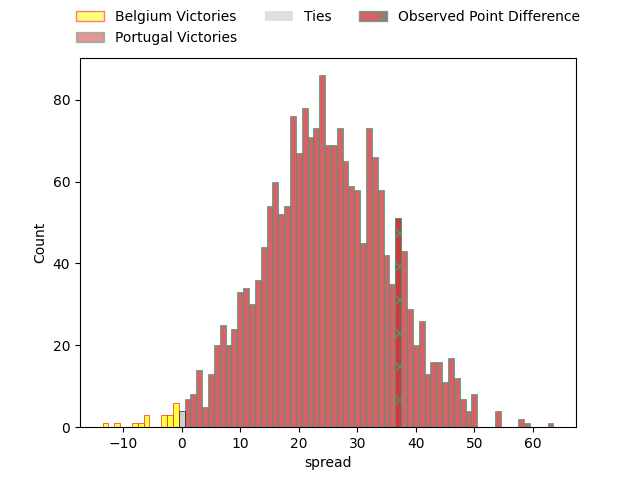 Belgium Victories
Portugal Victories
Ties
Observed Point Difference
80
60
40
20
0
Count
−10
0
10
20
30
40
50
60
spread